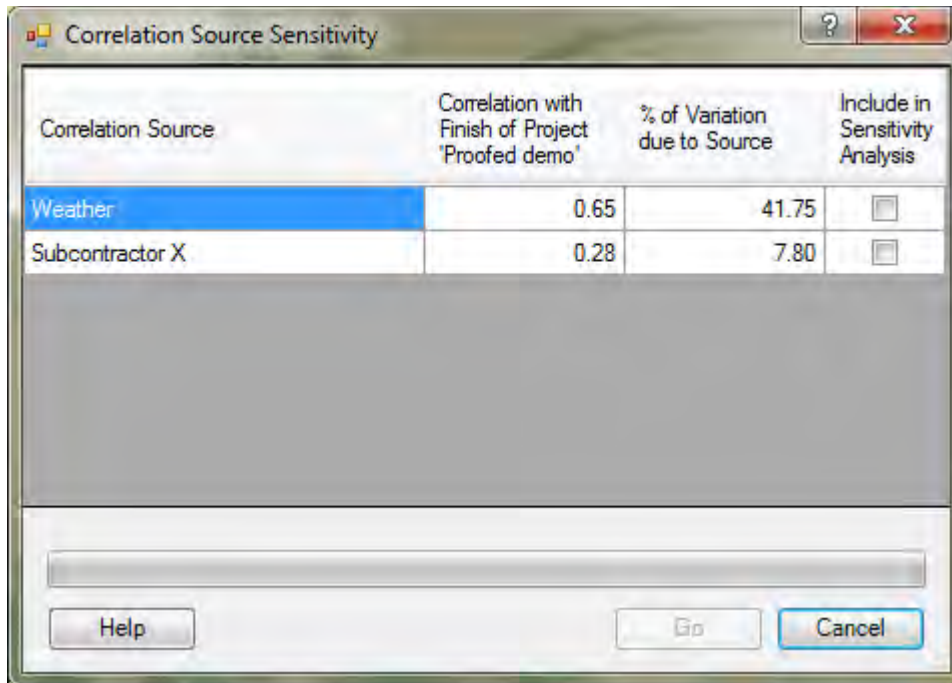 Correlation Source Sensitivity
?
X
Correlation Source
Correlation with
Finish of Project
'Proofed demo'
% of Variation
due to Source
Include in
Sensitivity
Analysis
Weather 0.65 41.75
Subcontractor X 0.28 7.80
Help Go Cancel